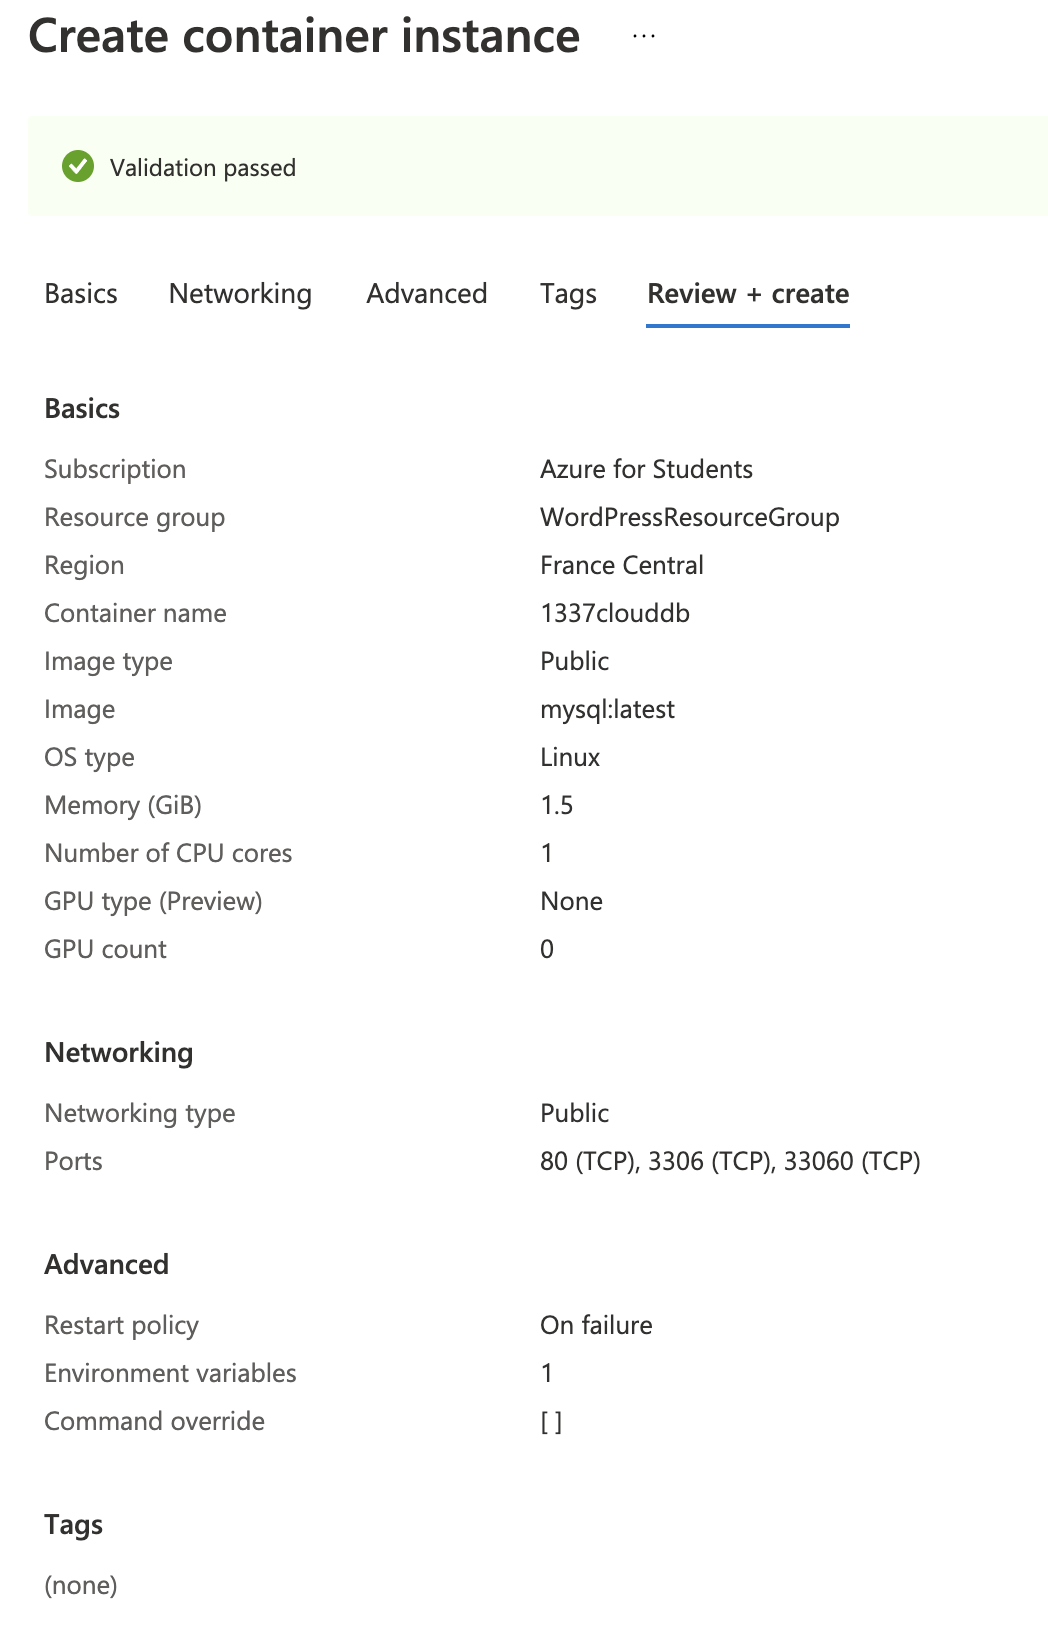 Create container instance ...
Validation passed
Basics Networking Advanced Tags Review + create
Basics
Subscription Azure for Students
Resource group WordPressResourceGroup
Region France Central
Container name 1337clouddb
Image type Public
Image mysql:latest
OS type Linux
Memory (GiB) 1.5
Number of CPU cores 1
GPU type (Preview) None
GPU count 0
Networking
Networking type Public
Ports 80 (TCP), 3306 (TCP), 33060 (TCP)
Advanced
Restart policy On failure
Environment variables 1
Command override [ ]
Tags
(none)